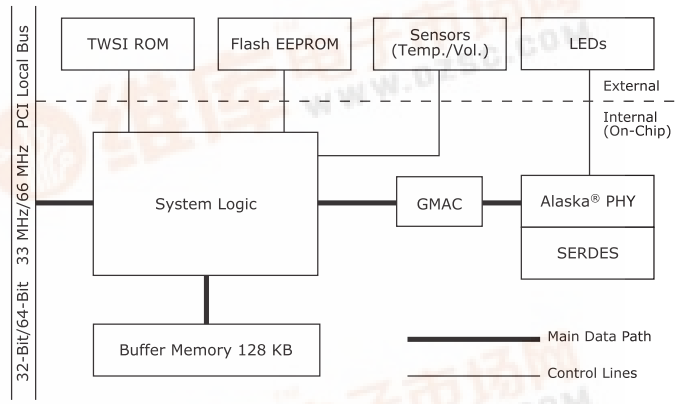 TWSI ROM
Flash EEPROM
Sensors
(Temp./Vol.)
LEDs
External
Internal
(On-Chip)
32-Bit/64-Bit 33 MHz/66 MHz PCI Local Bus
System Logic
GMAC
Alaska® PHY
SERDES
Buffer Memory 128 KB
Main Data Path
Control Lines